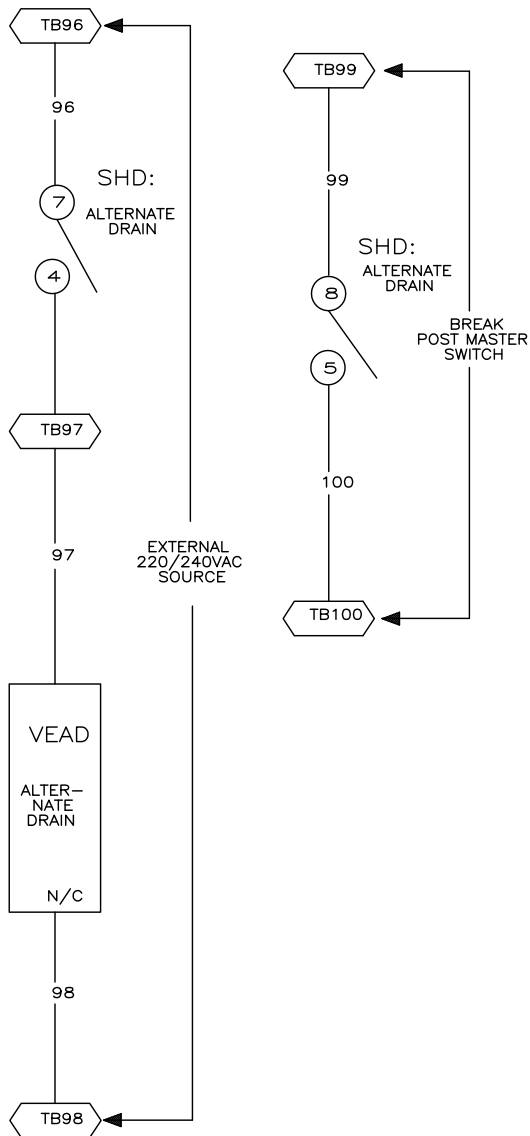 TB96
96
7
SHD:
ALTERNATE
DRAIN
4
TB97
97
EXTERNAL
220/240VAC
SOURCE
VEAD
ALTER-
NATE
DRAIN
N/C
98
TB98
TB99
99
SHD:
ALTERNATE
DRAIN
8
5
BREAK
POST MASTER
SWITCH
100
TB100